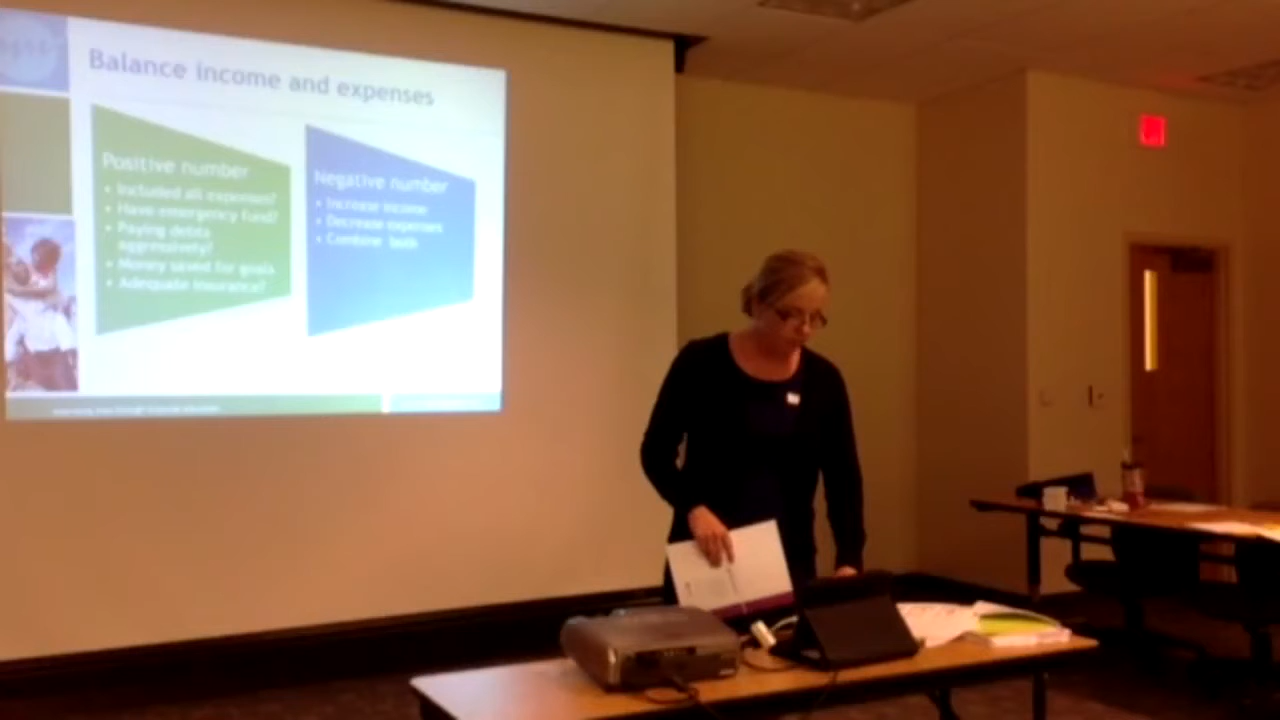 Balance income and expenses
Positive number
• Included all expenses?
• Have emergency fund?
• Paying debts
aggressively?
• Money saved for goals
• Adequate insurance?
Negative number
• Increase income
• Decrease expenses
• Combine both